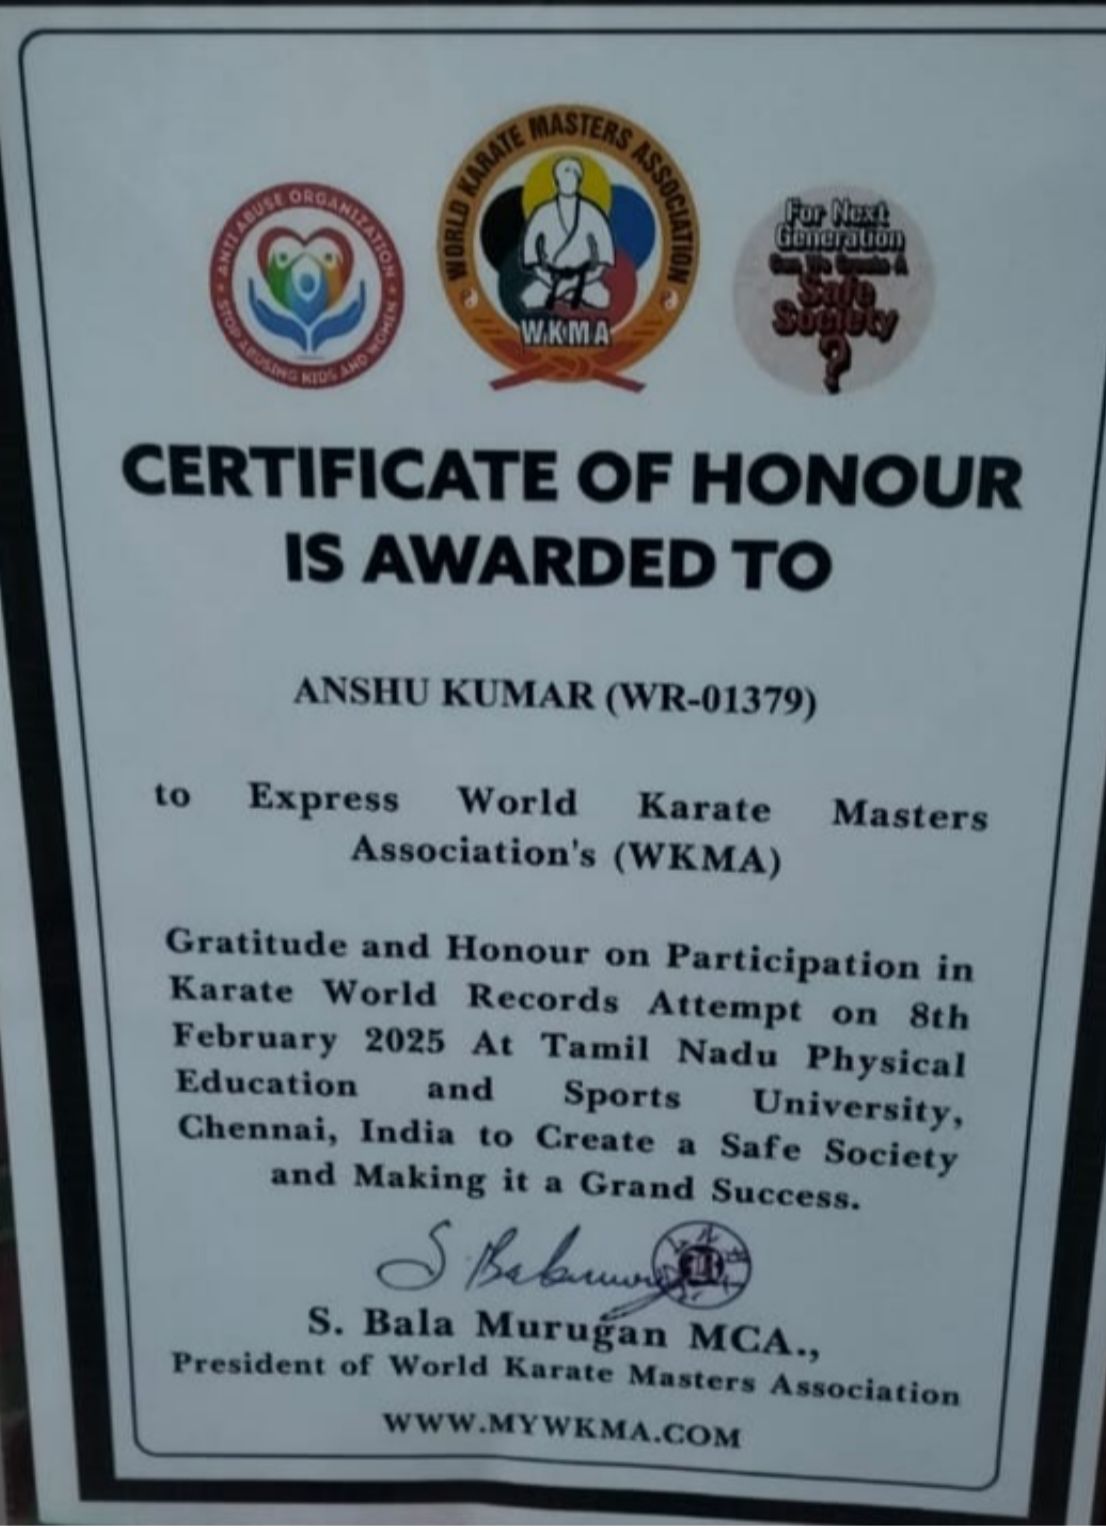 ANTI ABUSE ORGANIZATION
STOP ABUSING KIDS AND WOMEN
WORLD KARATE MASTERS ASSOCIATION
WKMA
For Next
Generation
Can We Create A
Safe
Society
?
CERTIFICATE OF HONOUR
IS AWARDED TO
ANSHU KUMAR (WR-01379)
to Express World Karate Masters
Association's (WKMA)
Gratitude and Honour on Participation in
Karate World Records Attempt on 8th
February 2025 At Tamil Nadu Physical
Education and Sports University,
Chennai, India to Create a Safe Society
and Making it a Grand Success.
S. Balamurugan
S. Bala Murugan MCA.,
President of World Karate Masters Association
WWW.MYWKMA.COM